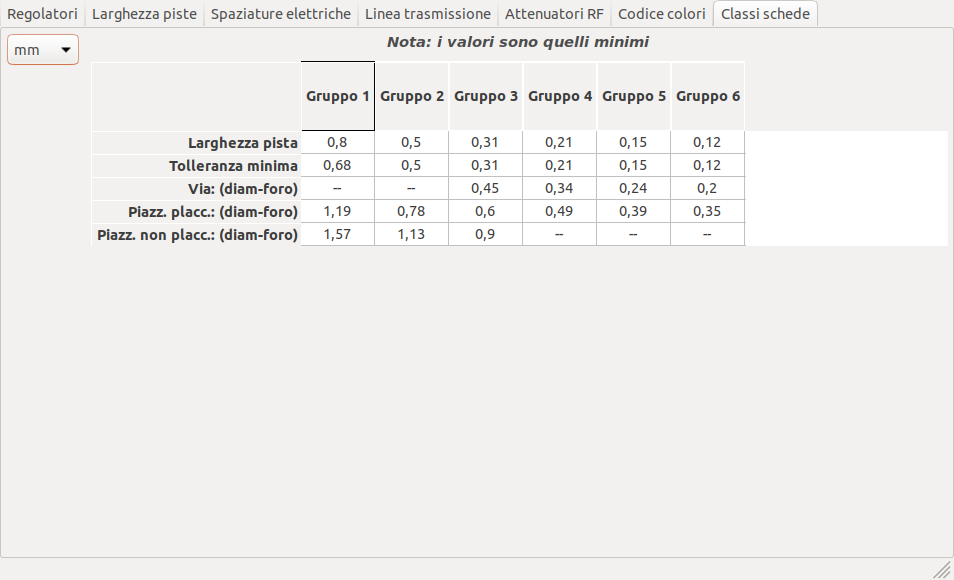 Regolatori Larghezza piste Spaziature elettriche Linea trasmissione Attenuatori RF Codice colori Classi schede
mm
Nota: i valori sono quelli minimi
Gruppo 1 Gruppo 2 Gruppo 3 Gruppo 4 Gruppo 5 Gruppo 6
Larghezza pista 0,8 0,5 0,31 0,21 0,15 0,12
Tolleranza minima 0,68 0,5 0,31 0,21 0,15 0,12
Via: (diam-foro) -- -- 0,45 0,34 0,24 0,2
Piazz. placc.: (diam-foro) 1,19 0,78 0,6 0,49 0,39 0,35
Piazz. non placc.: (diam-foro) 1,57 1,13 0,9 -- -- --